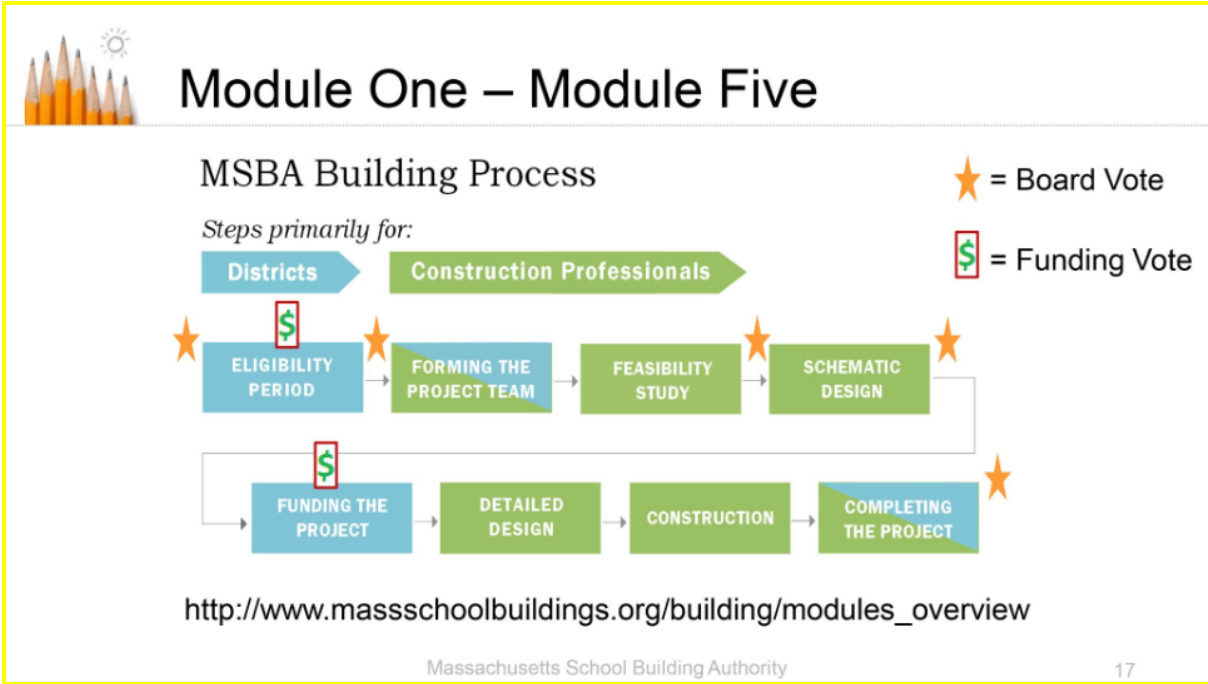 Module One – Module Five
MSBA Building Process
= Board Vote
Steps primarily for:
= Funding Vote
Districts
Construction Professionals
$
ELIGIBILITY
PERIOD
FORMING THE
PROJECT TEAM
FEASIBILITY
STUDY
SCHEMATIC
DESIGN
$
FUNDING THE
PROJECT
DETAILED
DESIGN
CONSTRUCTION
COMPLETING
THE PROJECT
http://www.massschoolbuildings.org/building/modules_overview
Massachusetts School Building Authority
17